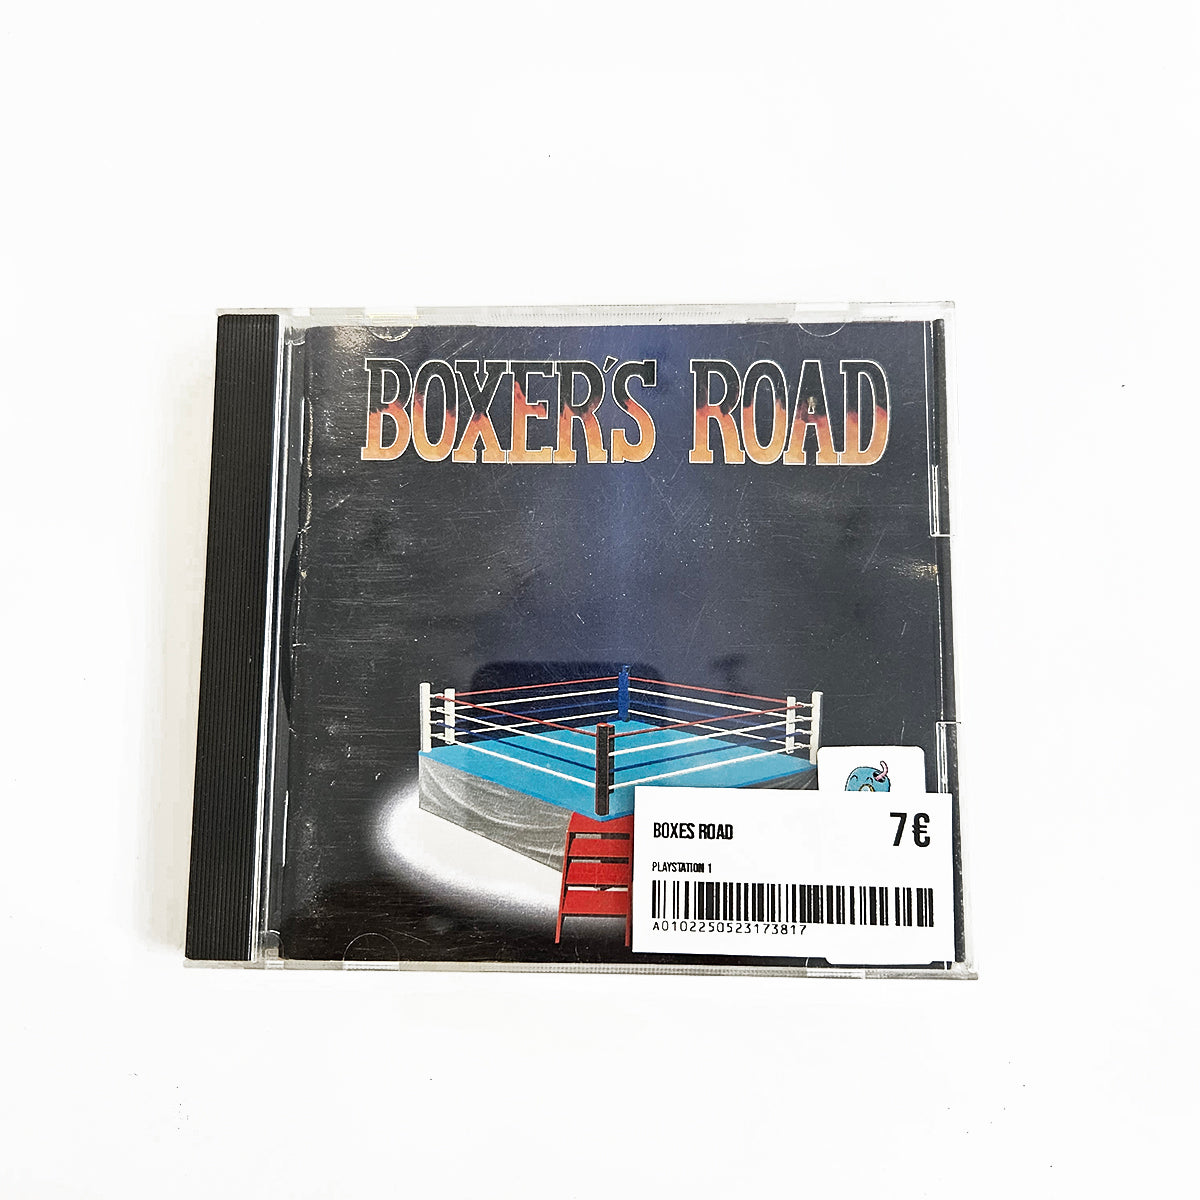 BOXER'S ROAD
BOXES ROAD
7€
PLAYSTATION 1
A0102250523173817